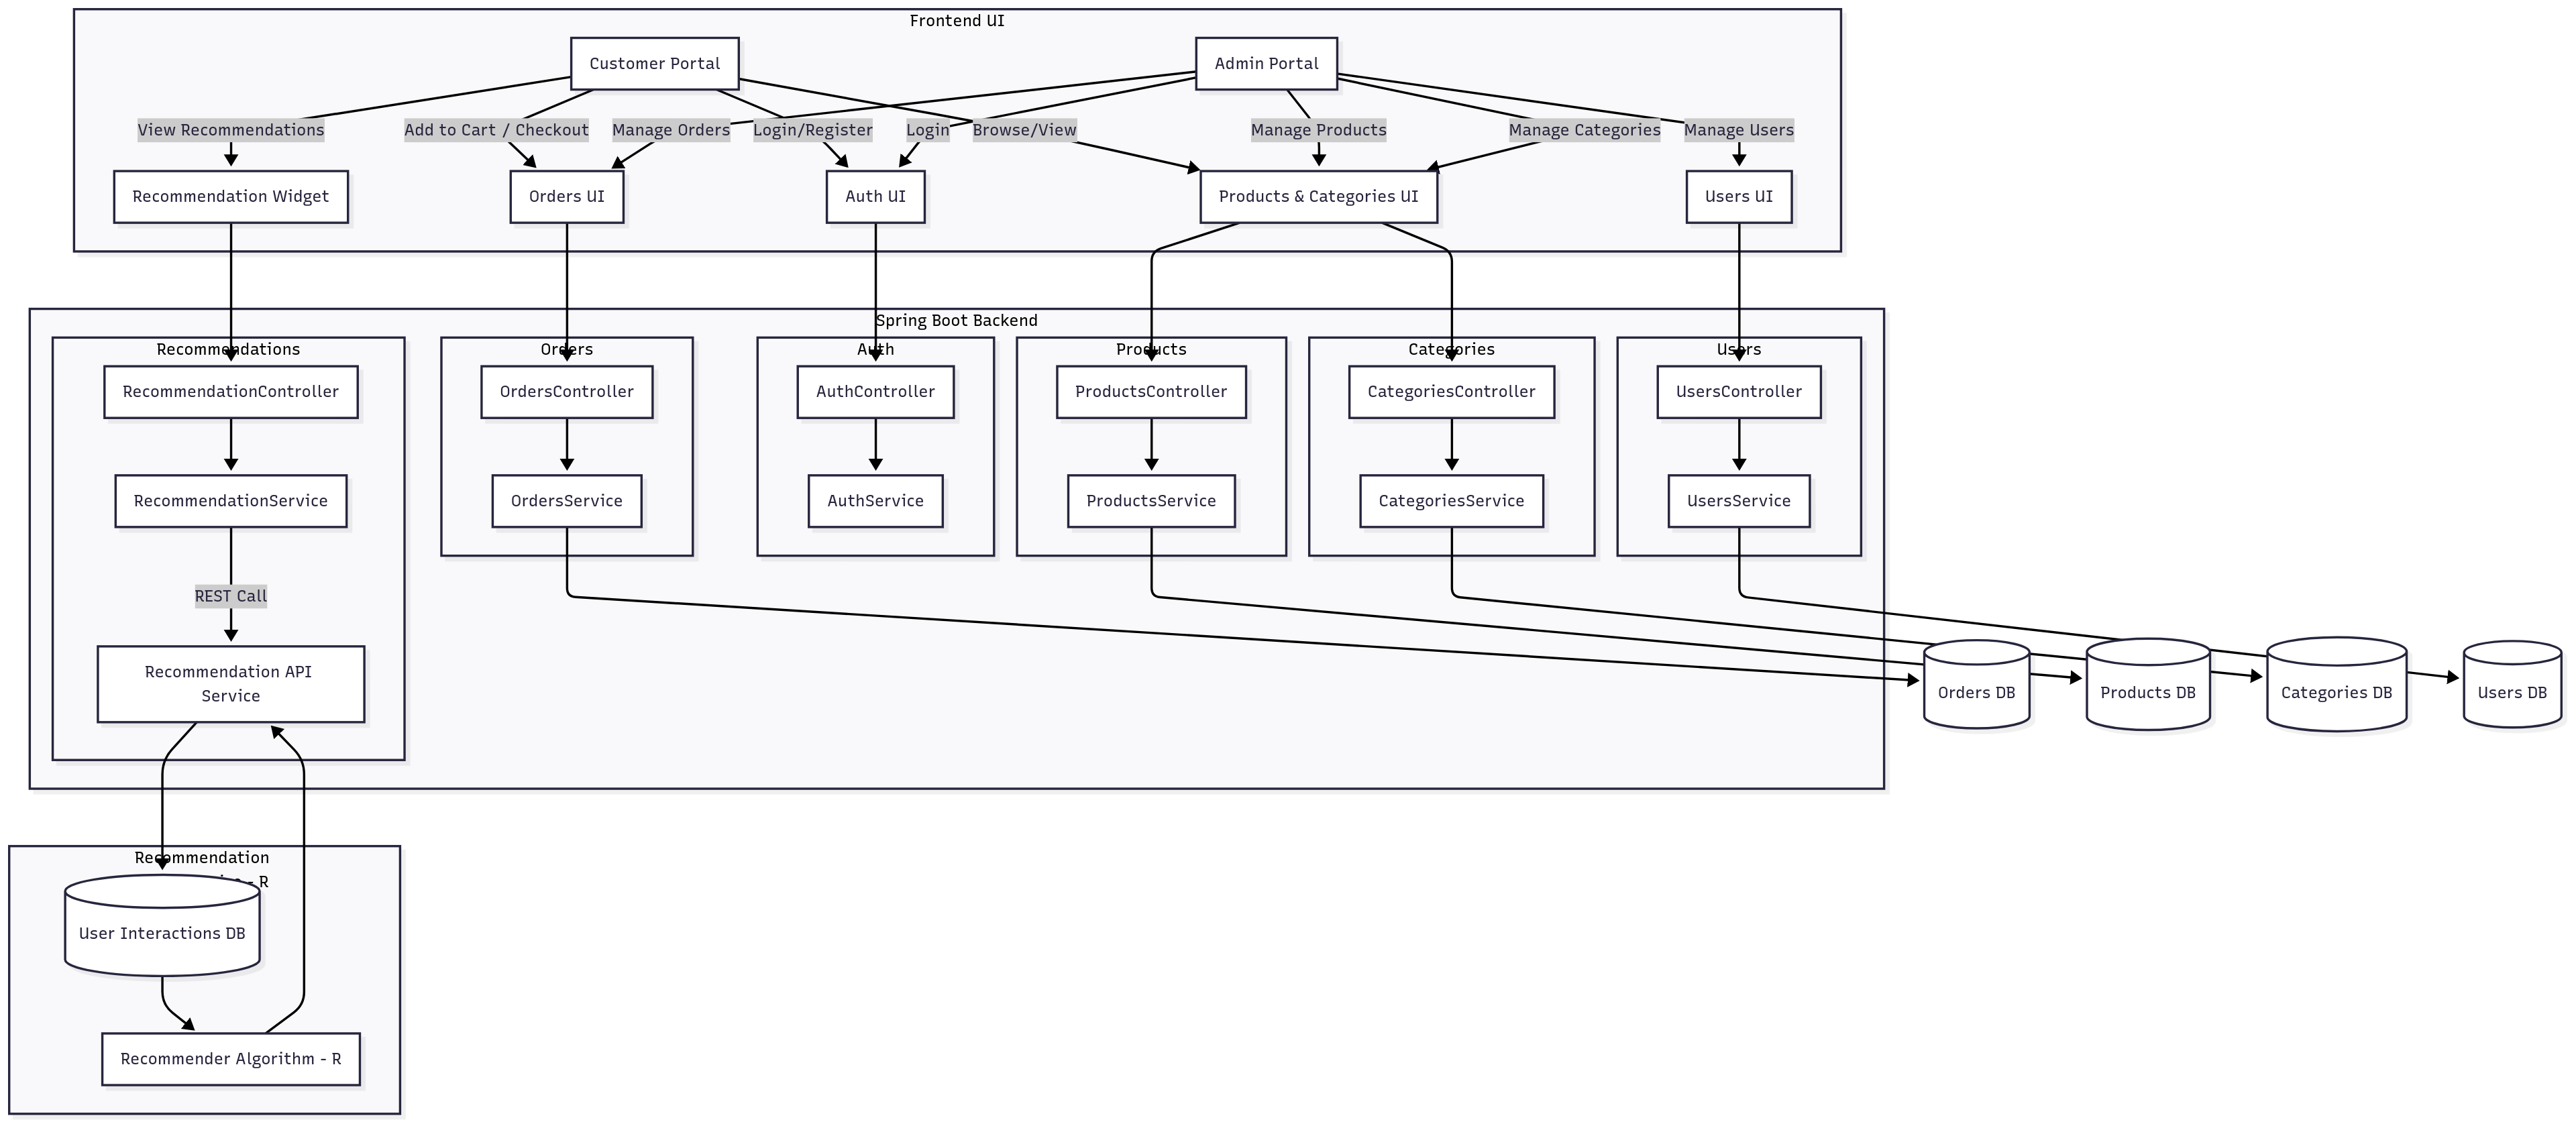 Frontend UI
Customer Portal
Admin Portal
View Recommendations
Add to Cart / Checkout
Manage Orders
Login/Register
Login
Browse/View
Manage Products
Manage Categories
Manage Users
Recommendation Widget
Orders UI
Auth UI
Products & Categories UI
Users UI
Spring Boot Backend
Recommendations
Orders
Auth
Products
Categories
Users
RecommendationController
OrdersController
AuthController
ProductsController
CategoriesController
UsersController
RecommendationService
OrdersService
AuthService
ProductsService
CategoriesService
UsersService
REST Call
Recommendation API
Service
Orders DB
Products DB
Categories DB
Users DB
Recommendation
- R
User Interactions DB
Recommender Algorithm - R